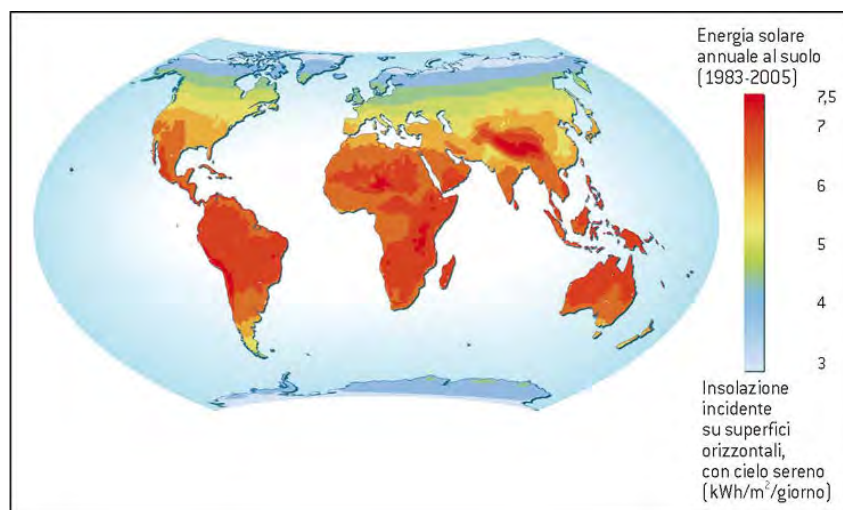 Energia solare
annuale al suolo
(1983-2005)
7,5
7
6
5
4
3
Insolazione
incidente
su superfici
orizzontali,
con cielo sereno
(kWh/m²/giorno)